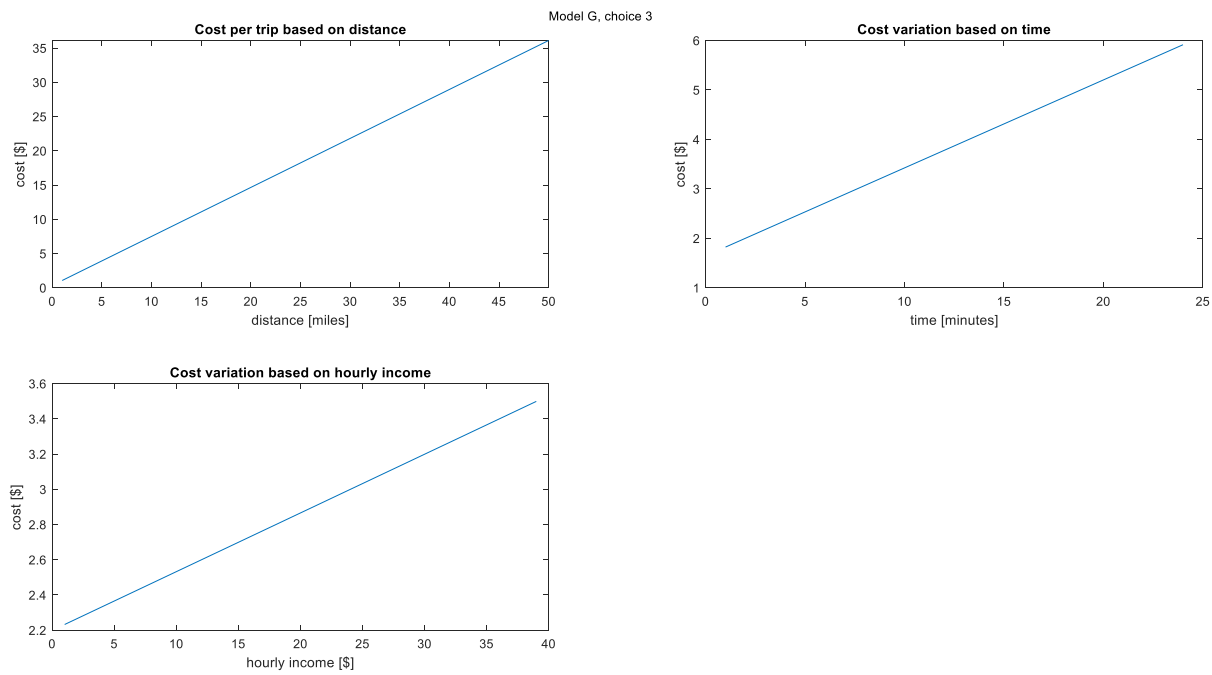 Model G, choice 3
Cost per trip based on distance
cost [$]
35
30
25
20
15
10
5
0
0 5 10 15 20 25 30 35 40 45 50
distance [miles]
Cost variation based on time
cost [$]
6
5
4
3
2
1
0 5 10 15 20 25
time [minutes]
Cost variation based on hourly income
cost [$]
3.6
3.4
3.2
3
2.8
2.6
2.4
2.2
0 5 10 15 20 25 30 35 40
hourly income [$]